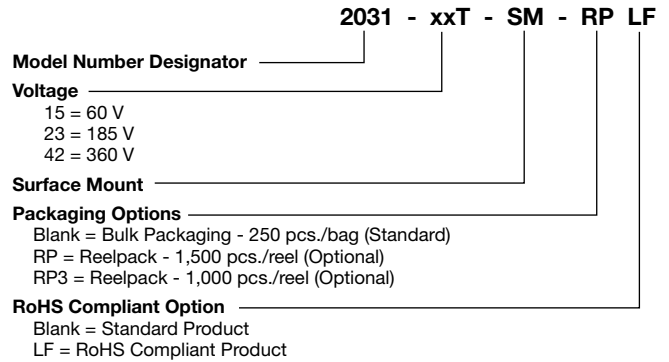 2031 - xxT - SM - RP LF
Model Number Designator
Voltage
15 = 60 V
23 = 185 V
42 = 360 V
Surface Mount
Packaging Options
Blank = Bulk Packaging - 250 pcs./bag (Standard)
RP = Reelpack - 1,500 pcs./reel (Optional)
RP3 = Reelpack - 1,000 pcs./reel (Optional)
RoHS Compliant Option
Blank = Standard Product
LF = RoHS Compliant Product